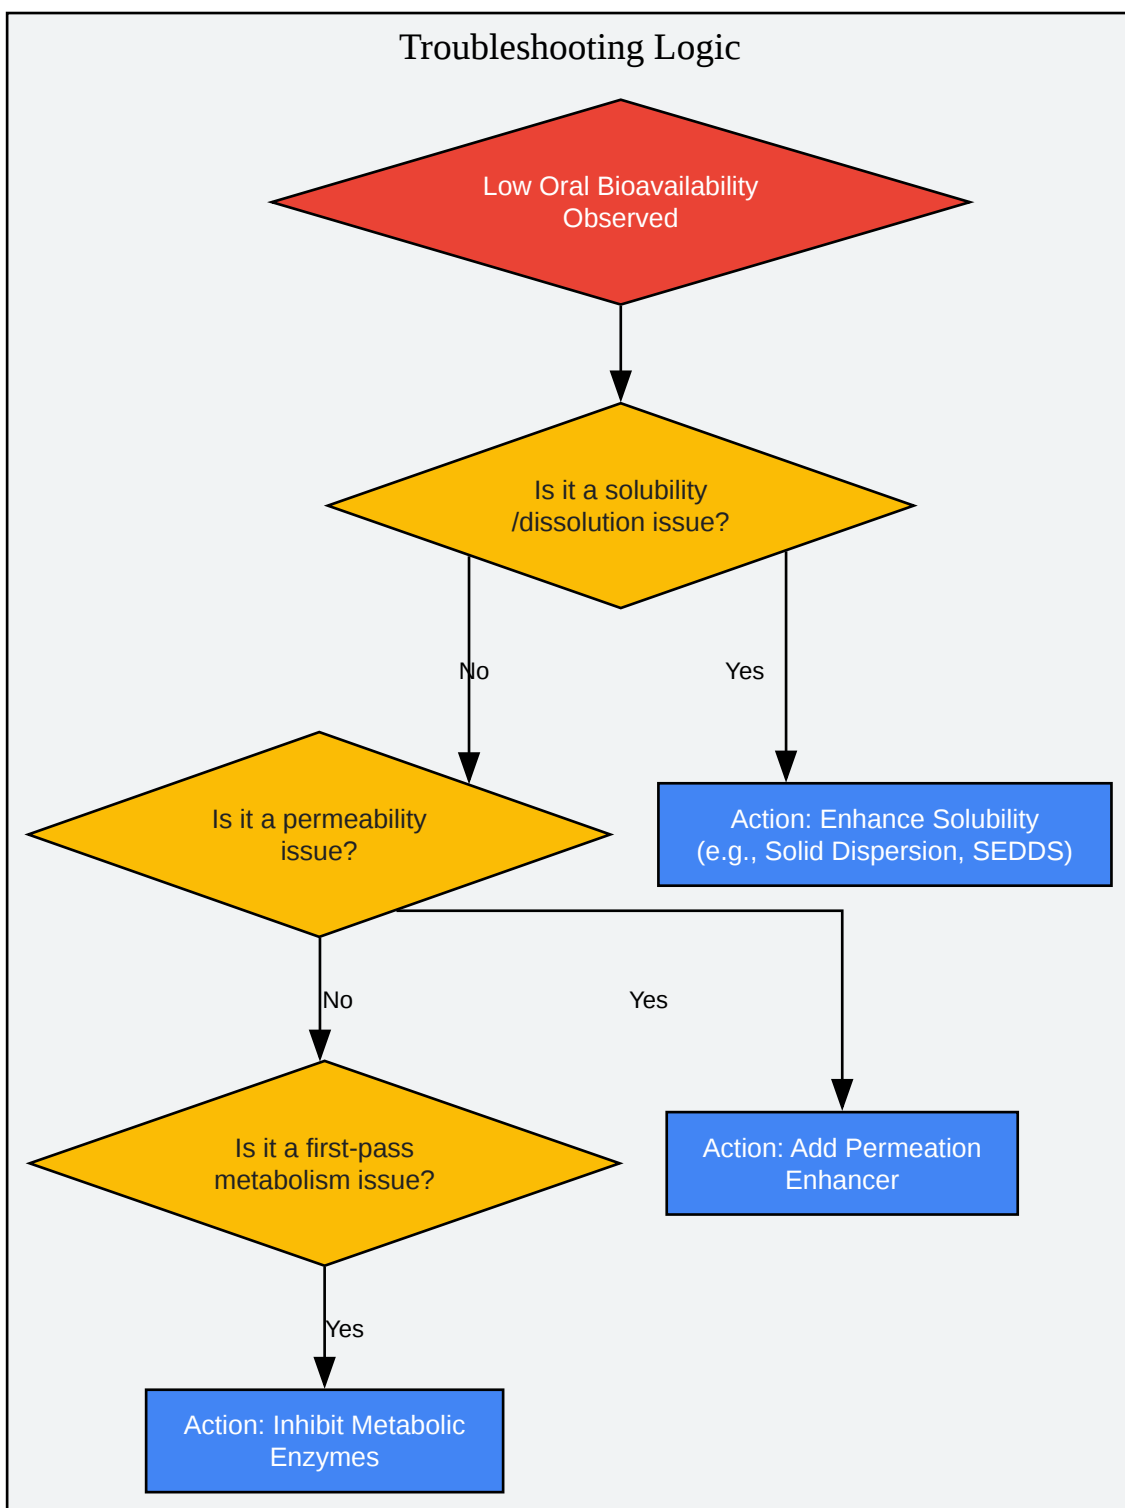 Troubleshooting Logic
Low Oral Bioavailability
Observed
Is it a solubility
/dissolution issue?
No
Yes
Is it a permeability
issue?
Action: Enhance Solubility
(e.g., Solid Dispersion, SEDDS)
No
Yes
Is it a first-pass
metabolism issue?
Action: Add Permeation
Enhancer
Yes
Action: Inhibit Metabolic
Enzymes